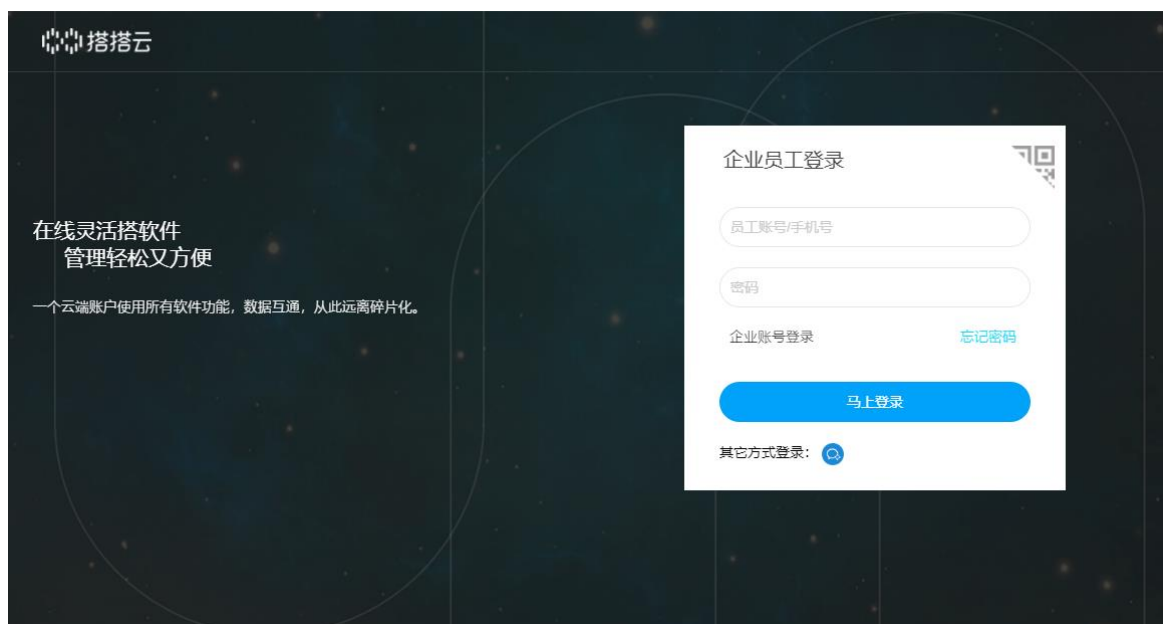 搭搭云
在线灵活搭软件
管理轻松又方便
一个云端账户使用所有软件功能，数据互通，从此远离碎片化。
企业员工登录
员工账号/手机号
密码
企业账号登录 忘记密码
马上登录
其它方式登录：